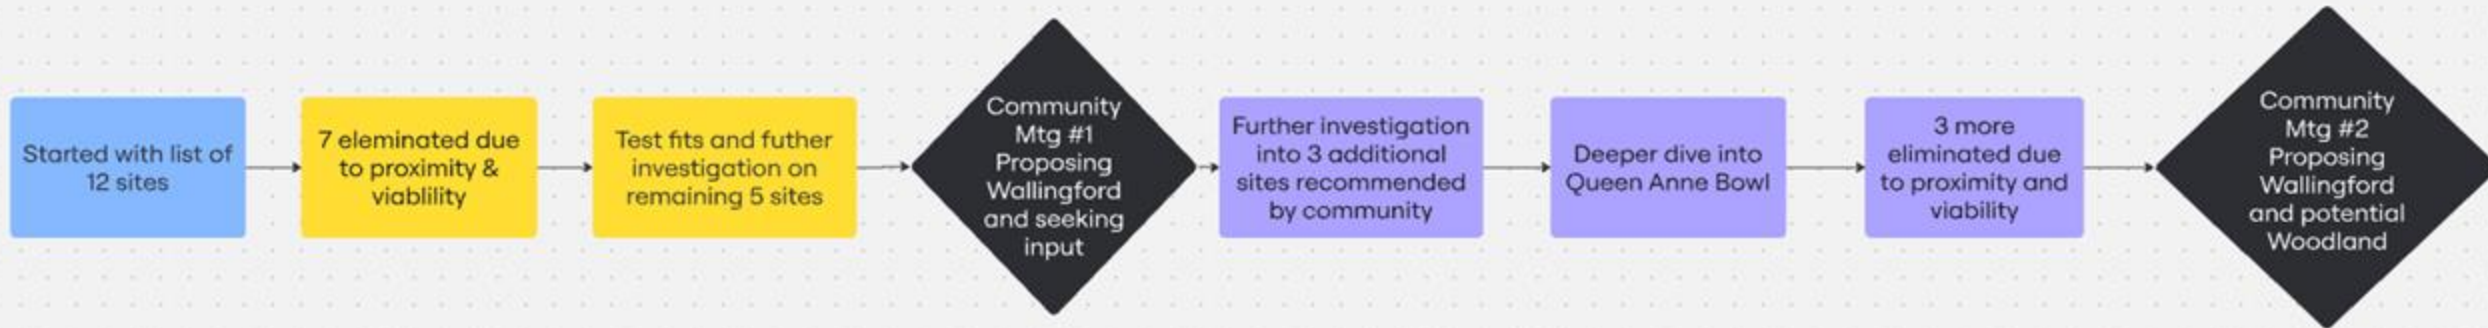 Started with list of
12 sites
7 eleminated due
to proximity &
viablility
Test fits and futher
investigation on
remaining 5 sites
Community
Mtg #1
Proposing
Wallingford
and seeking
input
Further investigation
into 3 additional
sites recommended
by community
Deeper dive into
Queen Anne Bowl
3 more
eliminated due
to proximity and
viability
Community
Mtg #2
Proposing
Wallingford
and potential
Woodland